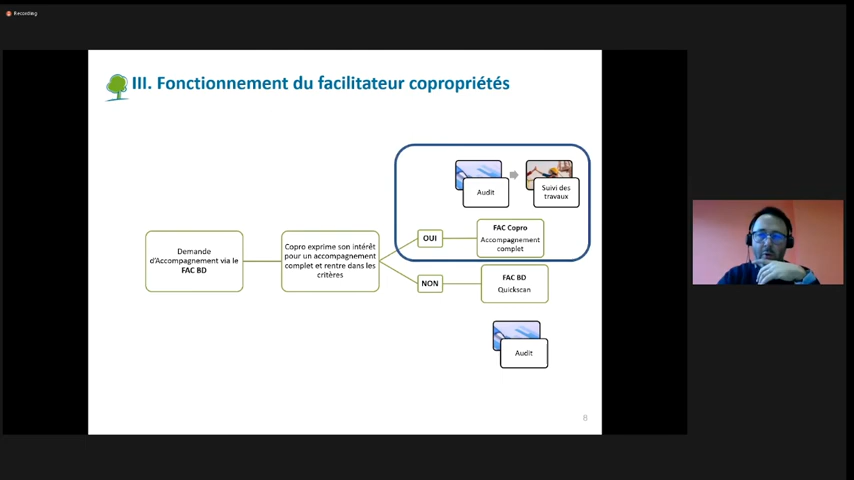 Recording
III. Fonctionnement du facilitateur copropriétés
Audit
Suivi des
travaux
Demande
d'Accompagnement via le
FAC BD
Copro exprime son intérêt
pour un accompagnement
complet et rentre dans les
critères
OUI
FAC Copro
Accompagnement
complet
NON
FAC BD
Quickscan
Audit
8